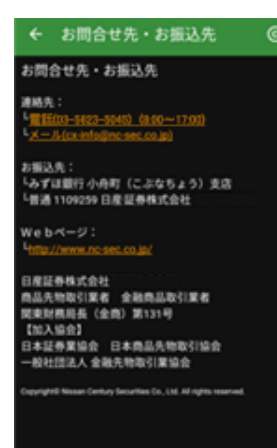 ← お問合せ先・お振込先
お問合せ先・お振込先
連絡先：
└電話(03-5623-5045) (8:00~17:00)
└メール(cx-info@nc-sec.co.jp)
お振込先：
└みずほ銀行 小舟町（こぶなちょう）支店
└普通 1109259 日産証券株式会社
Ｗｅｂページ：
└http://www.nc-sec.co.jp/
日産証券株式会社
商品先物取引業者 金融商品取引業者
関東財務局長（金商）第131号
【加入協会】
日本証券業協会 日本商品先物取引協会
一般社団法人 金融先物取引業協会
Copyright© Nissan Century Securities Co., Ltd. All rights reserved.